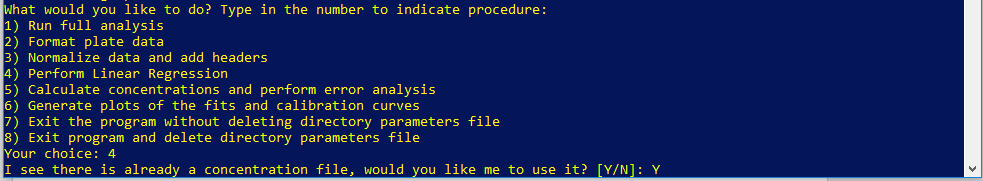 What would you like to do? Type in the number to indicate procedure:
1) Run full analysis
2) Format plate data
3) Normalize data and add headers
4) Perform Linear Regression
5) Calculate concentrations and perform error analysis
6) Generate plots of the fits and calibration curves
7) Exit the program without deleting directory parameters file
8) Exit program and delete directory parameters file
Your choice: 4
I see there is already a concentration file, would you like me to use it? [Y/N]: Y